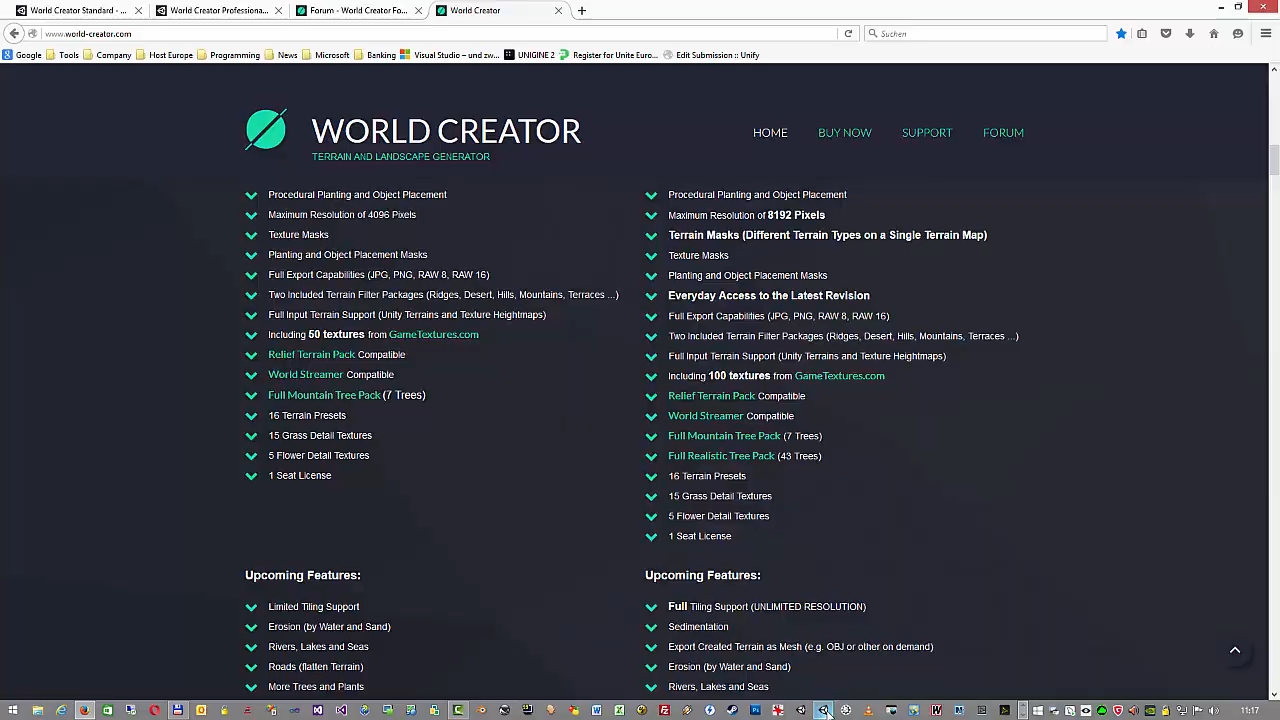 World Creator Standard - ...
World Creator Professiona...
Forum - World Creator Fo...
World Creator
www.world-creator.com
Suchen
Google
Tools
Company
Host Europe
Programming
News
Microsoft
Banking
Visual Studio – und zw...
UNIGINE 2
Register for Unite Euro...
Edit Submission :: Unify
WORLD CREATOR
TERRAIN AND LANDSCAPE GENERATOR
HOME
BUY NOW
SUPPORT
FORUM
Procedural Planting and Object Placement
Maximum Resolution of 4096 Pixels
Texture Masks
Planting and Object Placement Masks
Full Export Capabilities (JPG, PNG, RAW 8, RAW 16)
Two Included Terrain Filter Packages (Ridges, Desert, Hills, Mountains, Terraces ...)
Full Input Terrain Support (Unity Terrains and Texture Heightmaps)
Including 50 textures from GameTextures.com
Relief Terrain Pack Compatible
World Streamer Compatible
Full Mountain Tree Pack (7 Trees)
16 Terrain Presets
15 Grass Detail Textures
5 Flower Detail Textures
1 Seat License
Upcoming Features:
Limited Tiling Support
Erosion (by Water and Sand)
Rivers, Lakes and Seas
Roads (flatten Terrain)
More Trees and Plants
Procedural Planting and Object Placement
Maximum Resolution of 8192 Pixels
Terrain Masks (Different Terrain Types on a Single Terrain Map)
Texture Masks
Planting and Object Placement Masks
Everyday Access to the Latest Revision
Full Export Capabilities (JPG, PNG, RAW 8, RAW 16)
Two Included Terrain Filter Packages (Ridges, Desert, Hills, Mountains, Terraces ...)
Full Input Terrain Support (Unity Terrains and Texture Heightmaps)
Including 100 textures from GameTextures.com
Relief Terrain Pack Compatible
World Streamer Compatible
Full Mountain Tree Pack (7 Trees)
Full Realistic Tree Pack (43 Trees)
16 Terrain Presets
15 Grass Detail Textures
5 Flower Detail Textures
1 Seat License
Upcoming Features:
Full Tiling Support (UNLIMITED RESOLUTION)
Sedimentation
Export Created Terrain as Mesh (e.g. OBJ or other on demand)
Erosion (by Water and Sand)
Rivers, Lakes and Seas
11:17